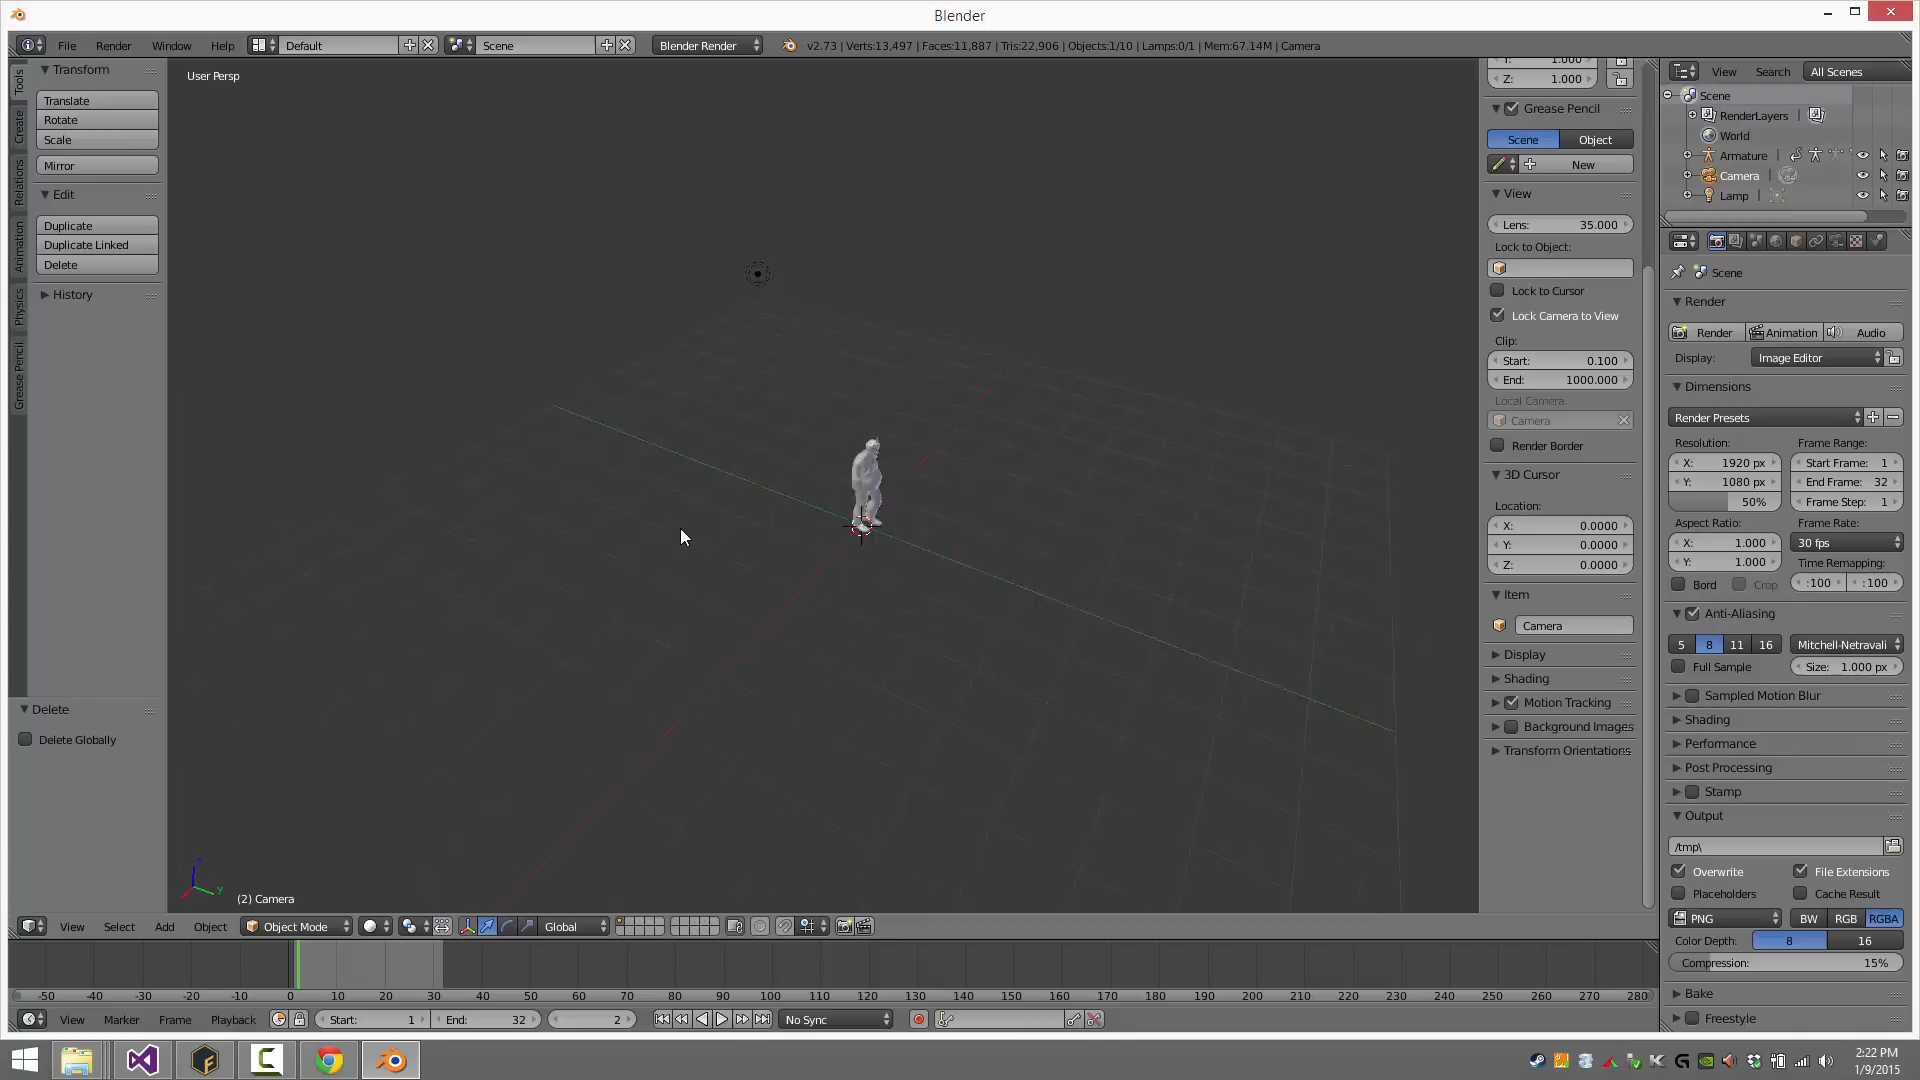 Blender
File Render Window Help Default Scene Blender Render v2.73 | Verts:13,497 | Faces:11,887 | Tris:22,906 | Objects:1/10 | Lamps:0/1 | Mem:67.14M | Camera
Tools
Create
Relations
Animation
Physics
Grease Pencil
Transform
Translate
Rotate
Scale
Mirror
Edit
Duplicate
Duplicate Linked
Delete
History
Delete
Delete Globally
User Persp
(2) Camera
Y: 1.000
Z: 1.000
Grease Pencil
Scene Object
New
View
Lens: 35.000
Lock to Object:
Lock to Cursor
Lock Camera to View
Clip:
Start: 0.100
End: 1000.000
Local Camera:
Camera
Render Border
3D Cursor
Location:
X: 0.0000
Y: 0.0000
Z: 0.0000
Item
Camera
Display
Shading
Motion Tracking
Background Images
Transform Orientations
View Search All Scenes
Scene
RenderLayers
World
Armature
Camera
Lamp
Scene
Render
Render Animation Audio
Display: Image Editor
Dimensions
Render Presets
Resolution: Frame Range:
X: 1920 px Start Frame: 1
Y: 1080 px End Frame: 32
50% Frame Step: 1
Aspect Ratio: Frame Rate:
X: 1.000 30 fps
Y: 1.000 Time Remapping:
Bord Crop :100 :100
Anti-Aliasing
5 8 11 16 Mitchell-Netravali
Full Sample Size: 1.000 px
Sampled Motion Blur
Shading
Performance
Post Processing
Stamp
Output
/tmp\
Overwrite File Extensions
Placeholders Cache Result
PNG BW RGB RGBA
Color Depth: 8 16
Compression: 15%
Bake
Freestyle
View Select Add Object Object Mode Global
-50 -40 -30 -20 -10 0 10 20 30 40 50 60 70 80 90 100 110 120 130 140 150 160 170 180 190 200 210 220 230 240 250 260 270 280
View Marker Frame Playback Start: 1 End: 32 2 No Sync
2:22 PM
1/9/2015